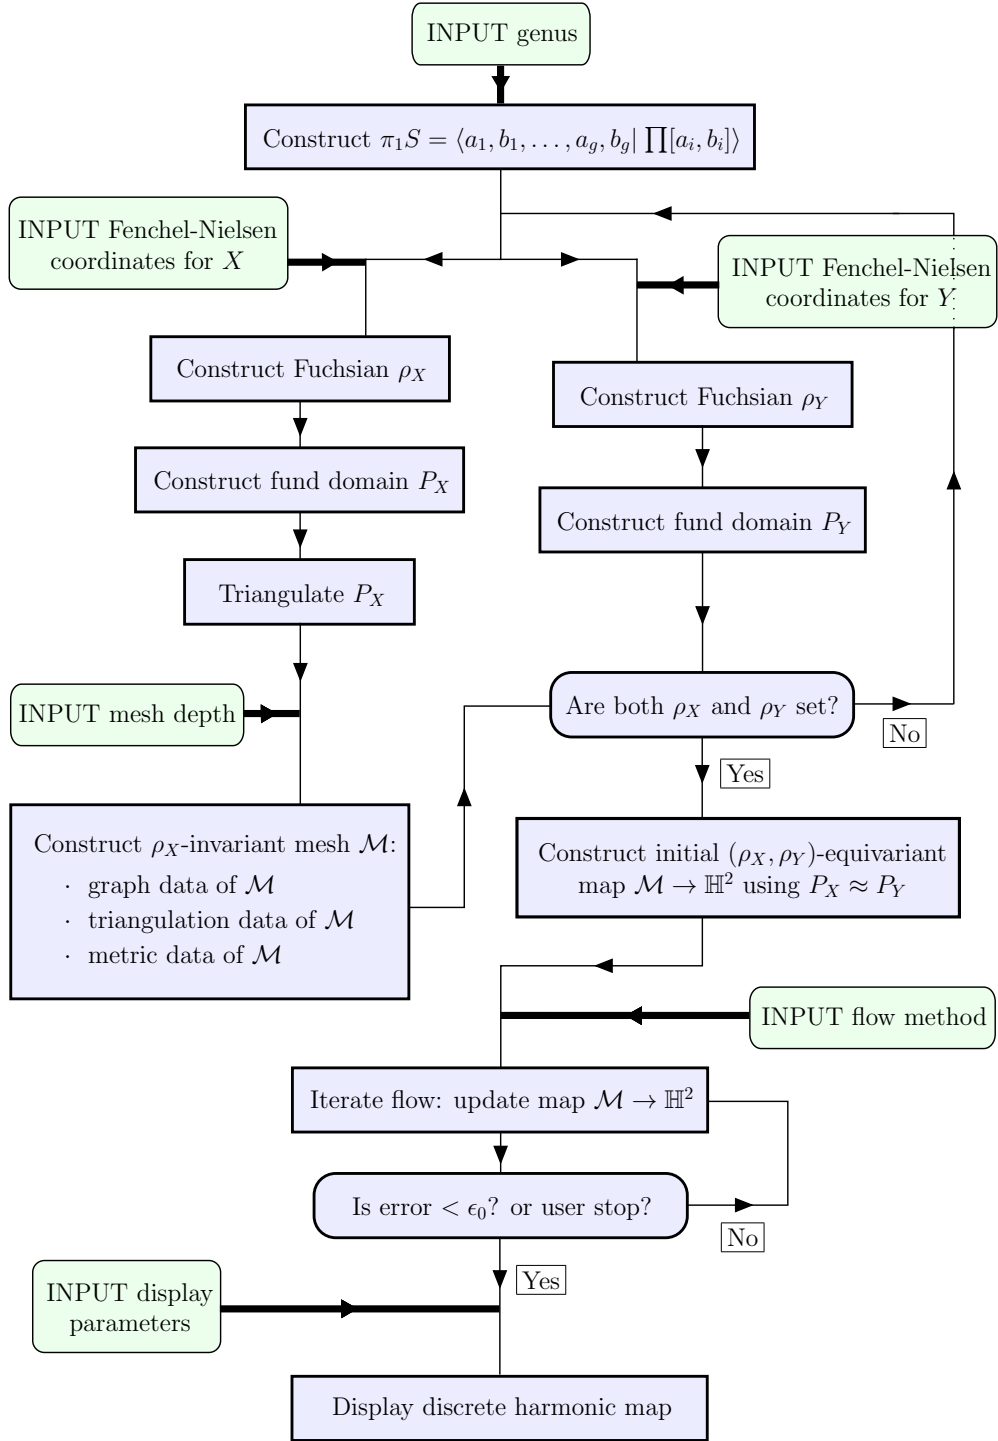 INPUT genus
Construct π₁S = ⟨a₁, b₁, . . . , a_g, b_g| ∏[a_i, b_i]⟩
INPUT Fenchel-Nielsen
coordinates for X
INPUT Fenchel-Nielsen
coordinates for Y
Construct Fuchsian ρ_X
Construct Fuchsian ρ_Y
Construct fund domain P_X
Construct fund domain P_Y
Triangulate P_X
INPUT mesh depth
Are both ρ_X and ρ_Y set?
No
Yes
Construct ρ_X-invariant mesh ℳ:
· graph data of ℳ
· triangulation data of ℳ
· metric data of ℳ
Construct initial (ρ_X, ρ_Y)-equivariant
map ℳ → ℍ² using P_X ≈ P_Y
INPUT flow method
Iterate flow: update map ℳ → ℍ²
Is error < ϵ₀? or user stop?
No
Yes
INPUT display
parameters
Display discrete harmonic map